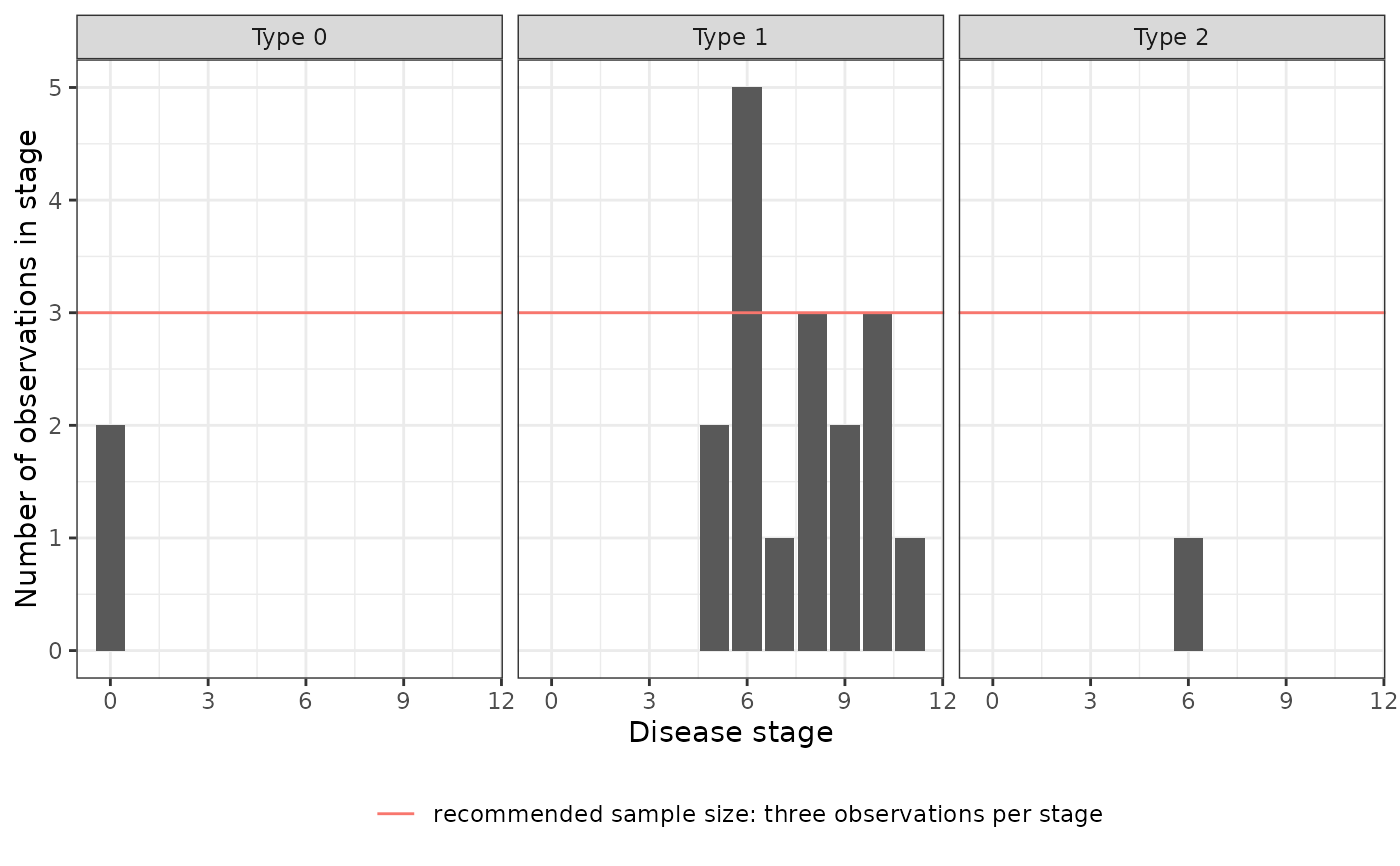 Type 0 Type 1 Type 2
5
4
3
2
1
0
Number of observations in stage
0 3 6 9 12 0 3 6 9 12 0 3 6 9 12
Disease stage
recommended sample size: three observations per stage